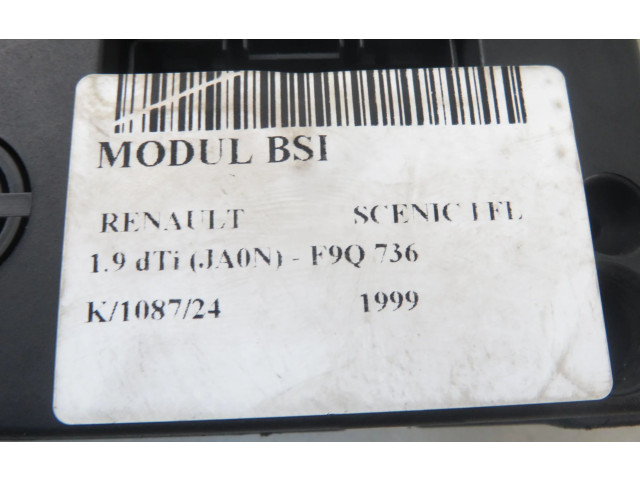 MODUL BSI
RENAULT SCENIC I FL
1.9 dTi (JA0N) - F9Q 736
K/1087/24 1999